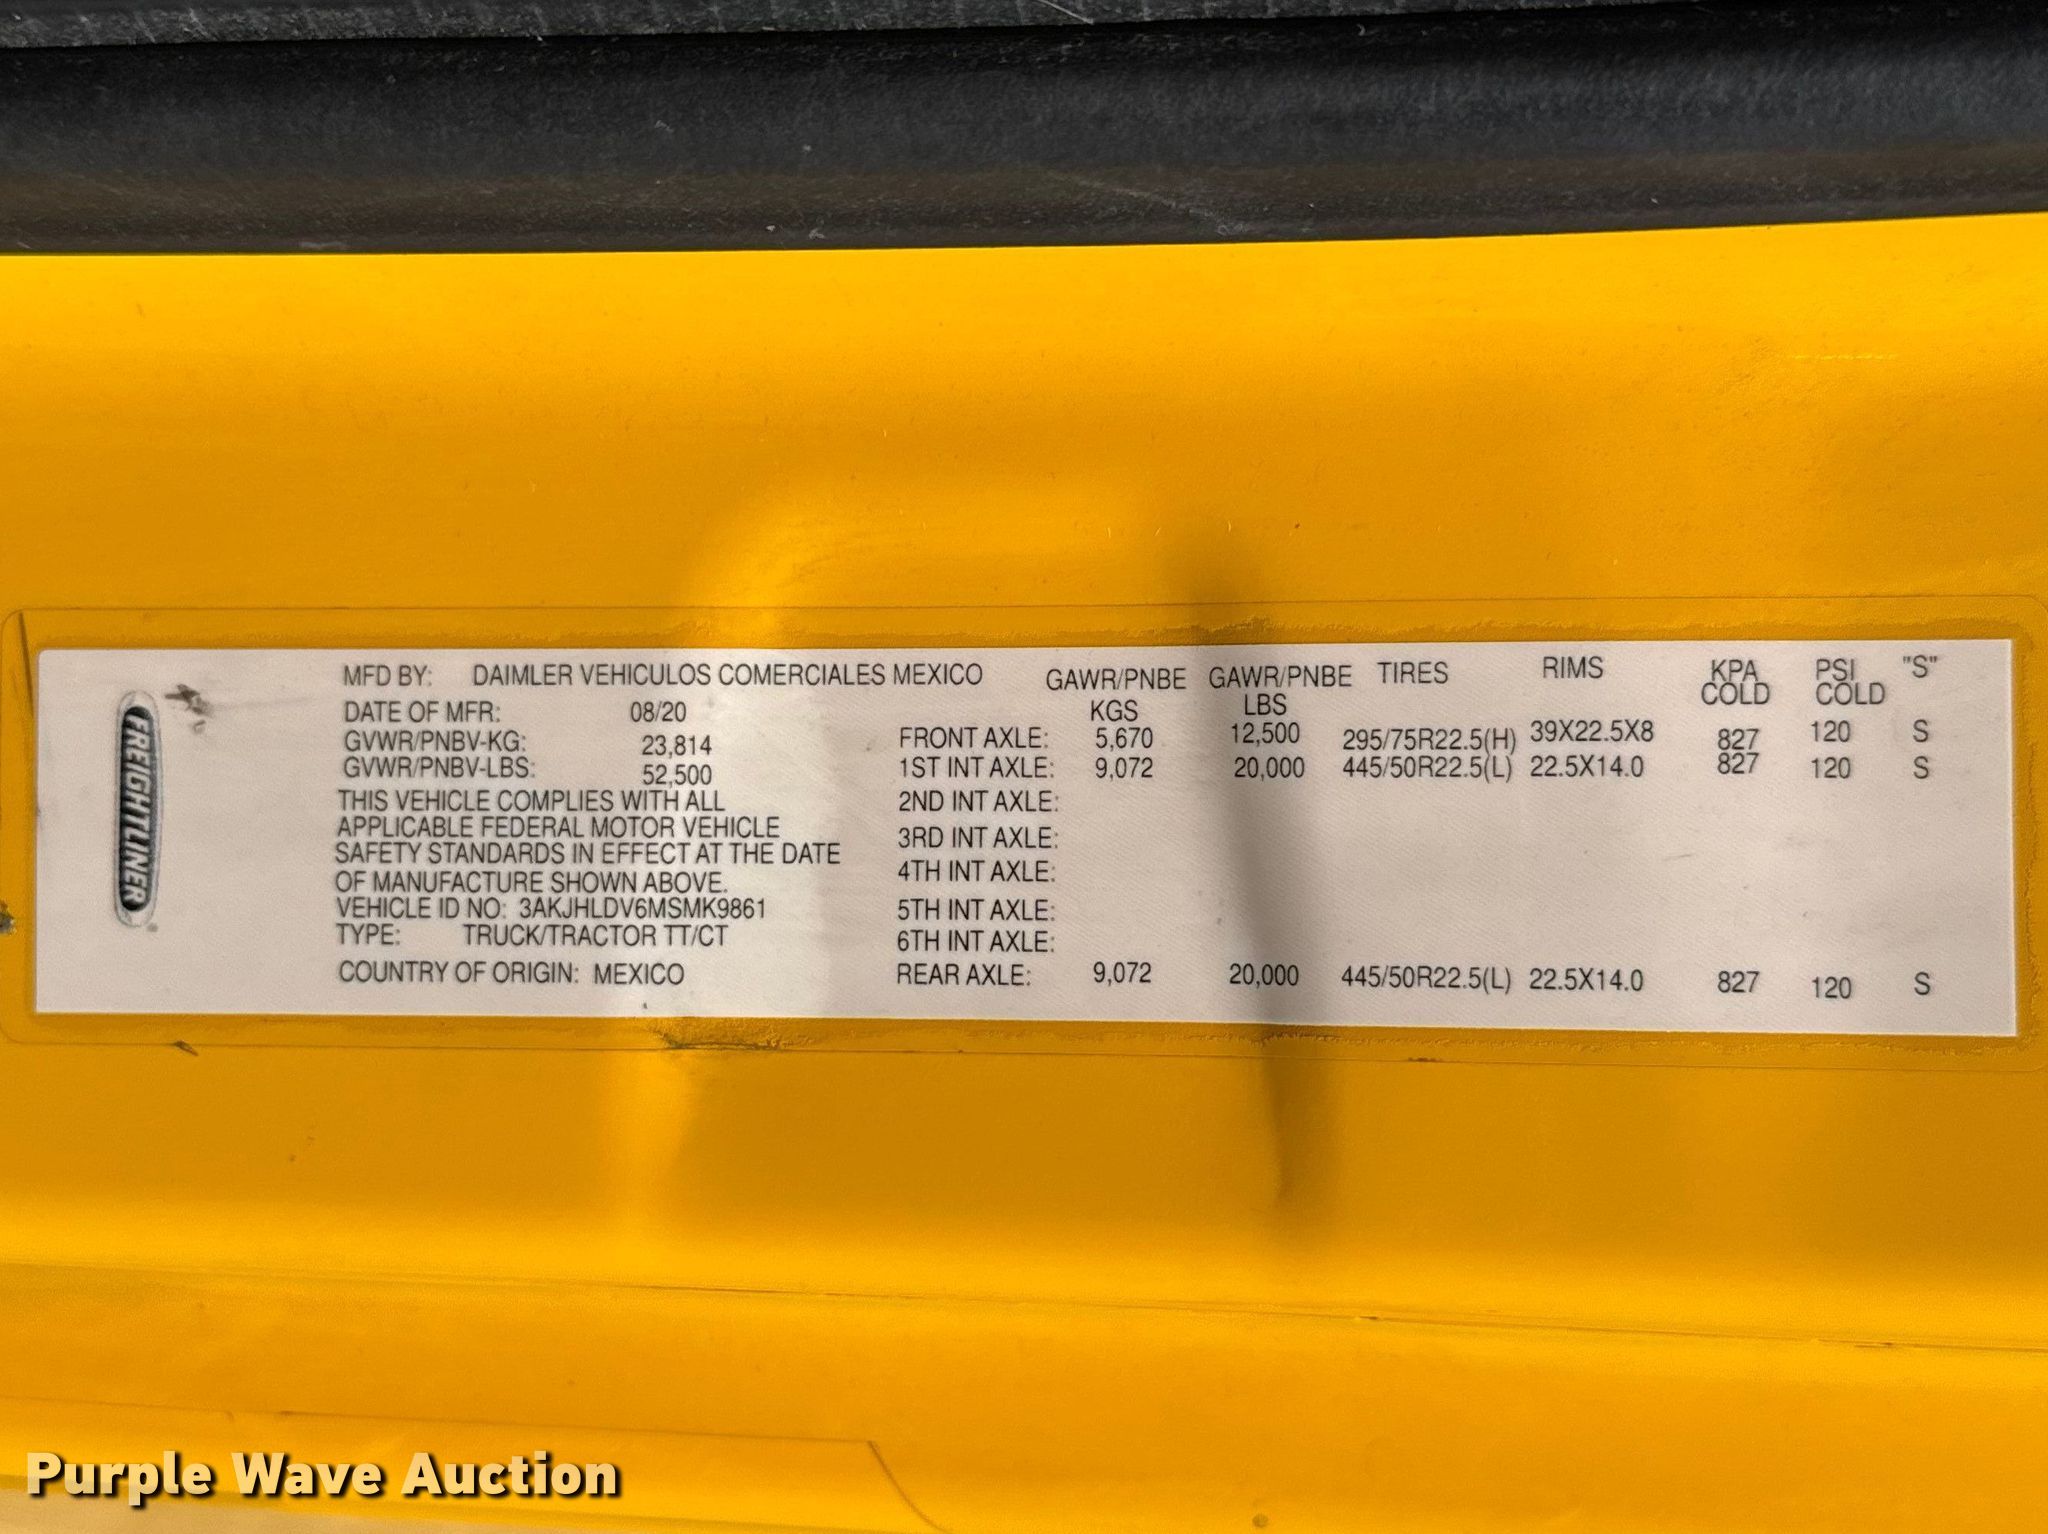 FREIGHTLINER
MFD BY: DAIMLER VEHICULOS COMERCIALES MEXICO
DATE OF MFR: 08/20
GVWR/PNBV-KG: 23,814
GVWR/PNBV-LBS: 52,500
THIS VEHICLE COMPLIES WITH ALL
APPLICABLE FEDERAL MOTOR VEHICLE
SAFETY STANDARDS IN EFFECT AT THE DATE
OF MANUFACTURE SHOWN ABOVE.
VEHICLE ID NO: 3AKJHLDV6MSMK9861
TYPE: TRUCK/TRACTOR TT/CT
COUNTRY OF ORIGIN: MEXICO
GAWR/PNBE GAWR/PNBE TIRES RIMS KPA PSI "S"
KGS LBS COLD COLD
FRONT AXLE: 5,670 12,500 295/75R22.5(H) 39X22.5X8 827 120 S
1ST INT AXLE: 9,072 20,000 445/50R22.5(L) 22.5X14.0 827 120 S
2ND INT AXLE:
3RD INT AXLE:
4TH INT AXLE:
5TH INT AXLE:
6TH INT AXLE:
REAR AXLE: 9,072 20,000 445/50R22.5(L) 22.5X14.0 827 120 S
Purple Wave Auction